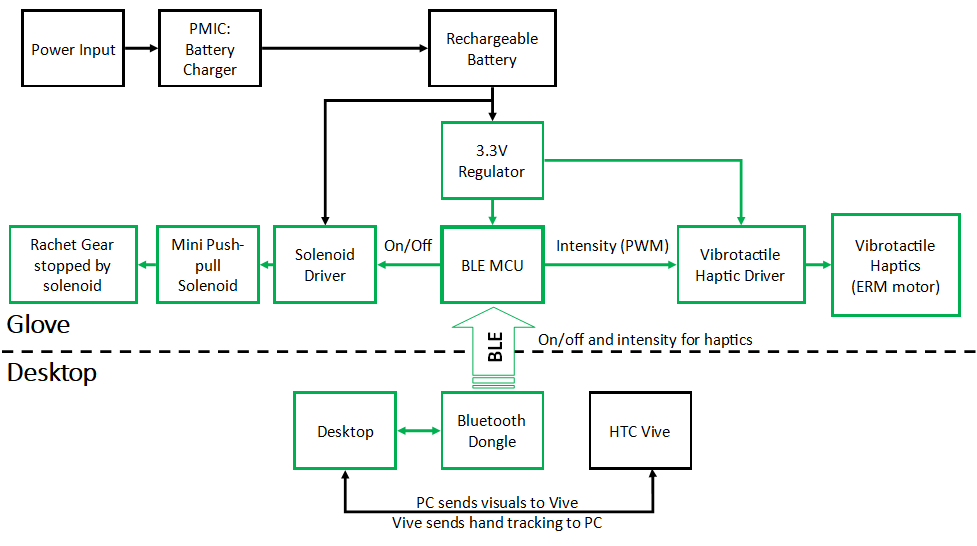 Power Input
PMIC:
Battery
Charger
Rechargeable
Battery
3.3V
Regulator
Rachet Gear
stopped by
solenoid
Mini Push-
pull
Solenoid
Solenoid
Driver
On/Off
BLE MCU
Intensity (PWM)
Vibrotactile
Haptic Driver
Vibrotactile
Haptics
(ERM motor)
Glove
BLE
On/off and intensity for haptics
Desktop
Desktop
Bluetooth
Dongle
HTC Vive
PC sends visuals to Vive
Vive sends hand tracking to PC